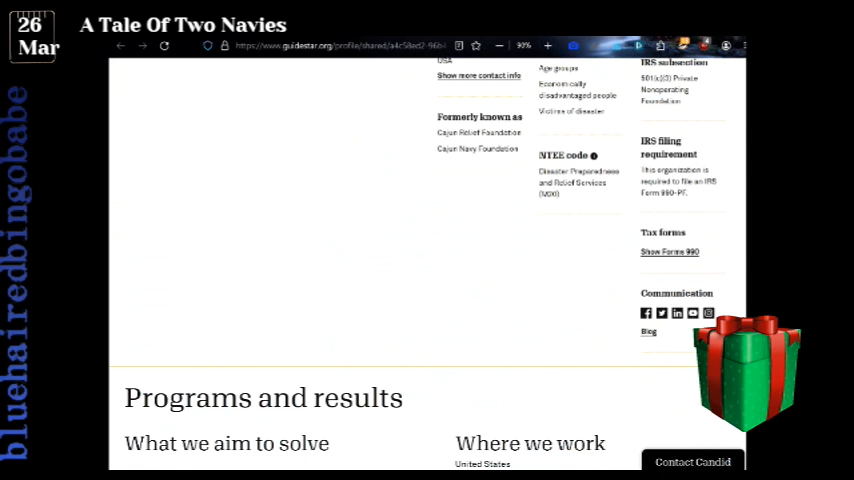 26
Mar
A Tale Of Two Navies
bluehairedbingobabe
https://www.guidestar.org/profile/shared/a4c58ed2-96b-
90%
USA
Show more contact info
Formerly known as
Cajun Relief Foundation
Cajun Navy Foundation
Age groups
Economically
disadvantaged people
Victims of disaster
NTEE code
Disaster Preparedness
and Relief Services
(M20)
IRS subsection
501(c)(3) Private
Nonoperating
Foundation
IRS filing
requirement
This organization is
required to file an IRS
Form 990-PF.
Tax forms
Show Forms 990
Communication
Blog
Programs and results
What we aim to solve
Where we work
United States
Contact Candid